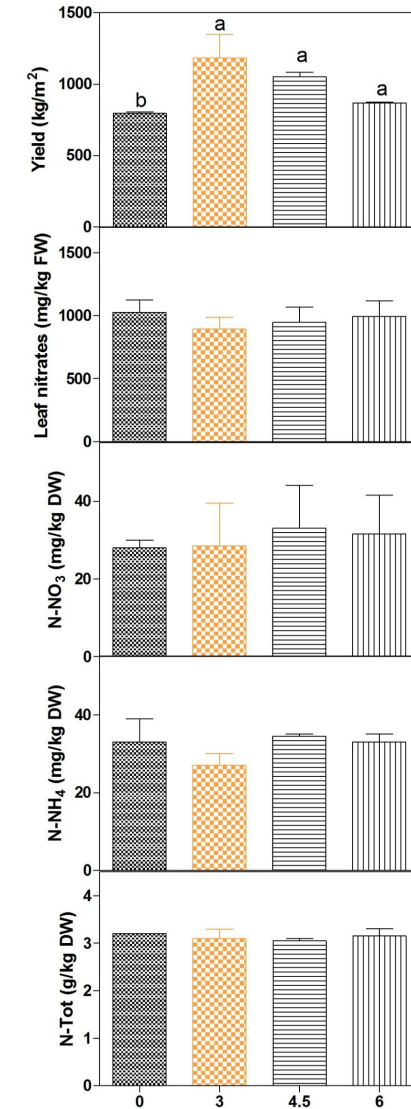 Yield (kg/m²)
1500
1000
500
0
b
a
a
a
Leaf nitrates (mg/kg FW)
1500
1000
500
0
N-NO₃ (mg/kg DW)
40
20
0
N-NH₄ (mg/kg DW)
40
20
0
N-Tot (g/kg DW)
4
3
2
1
0
0 3 4.5 6